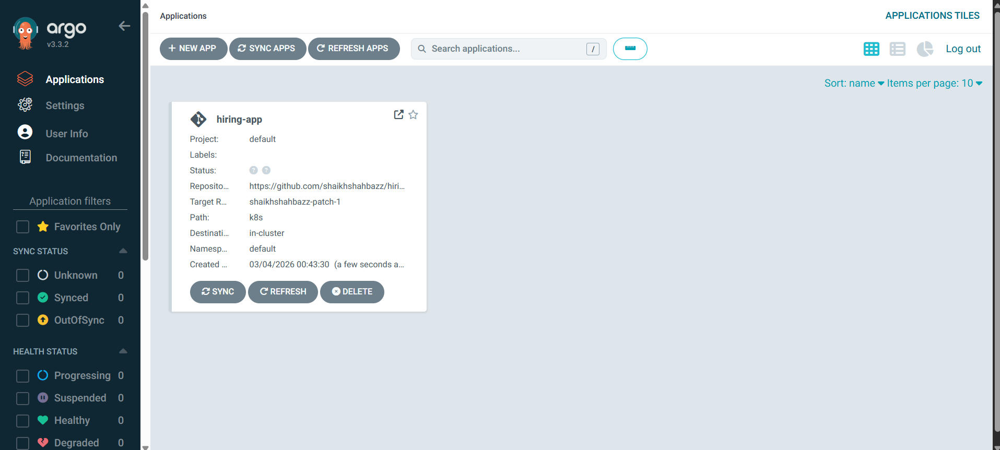 argo
v3.3.2
Applications
Settings
User Info
Documentation
Application filters
Favorites Only
SYNC STATUS
Unknown 0
Synced 0
OutOfSync 0
HEALTH STATUS
Progressing 0
Suspended 0
Healthy 0
Degraded 0
Applications
APPLICATIONS TILES
NEW APP
SYNC APPS
REFRESH APPS
Search applications...
/
Log out
Sort: name Items per page: 10
hiring-app
Project: default
Labels:
Status: ? ?
Reposito... https://github.com/shaikhshahbazz/hiri...
Target R... shaikhshahbazz-patch-1
Path: k8s
Destinati... in-cluster
Namesp... default
Created ... 03/04/2026 00:43:30 (a few seconds a...
SYNC
REFRESH
DELETE